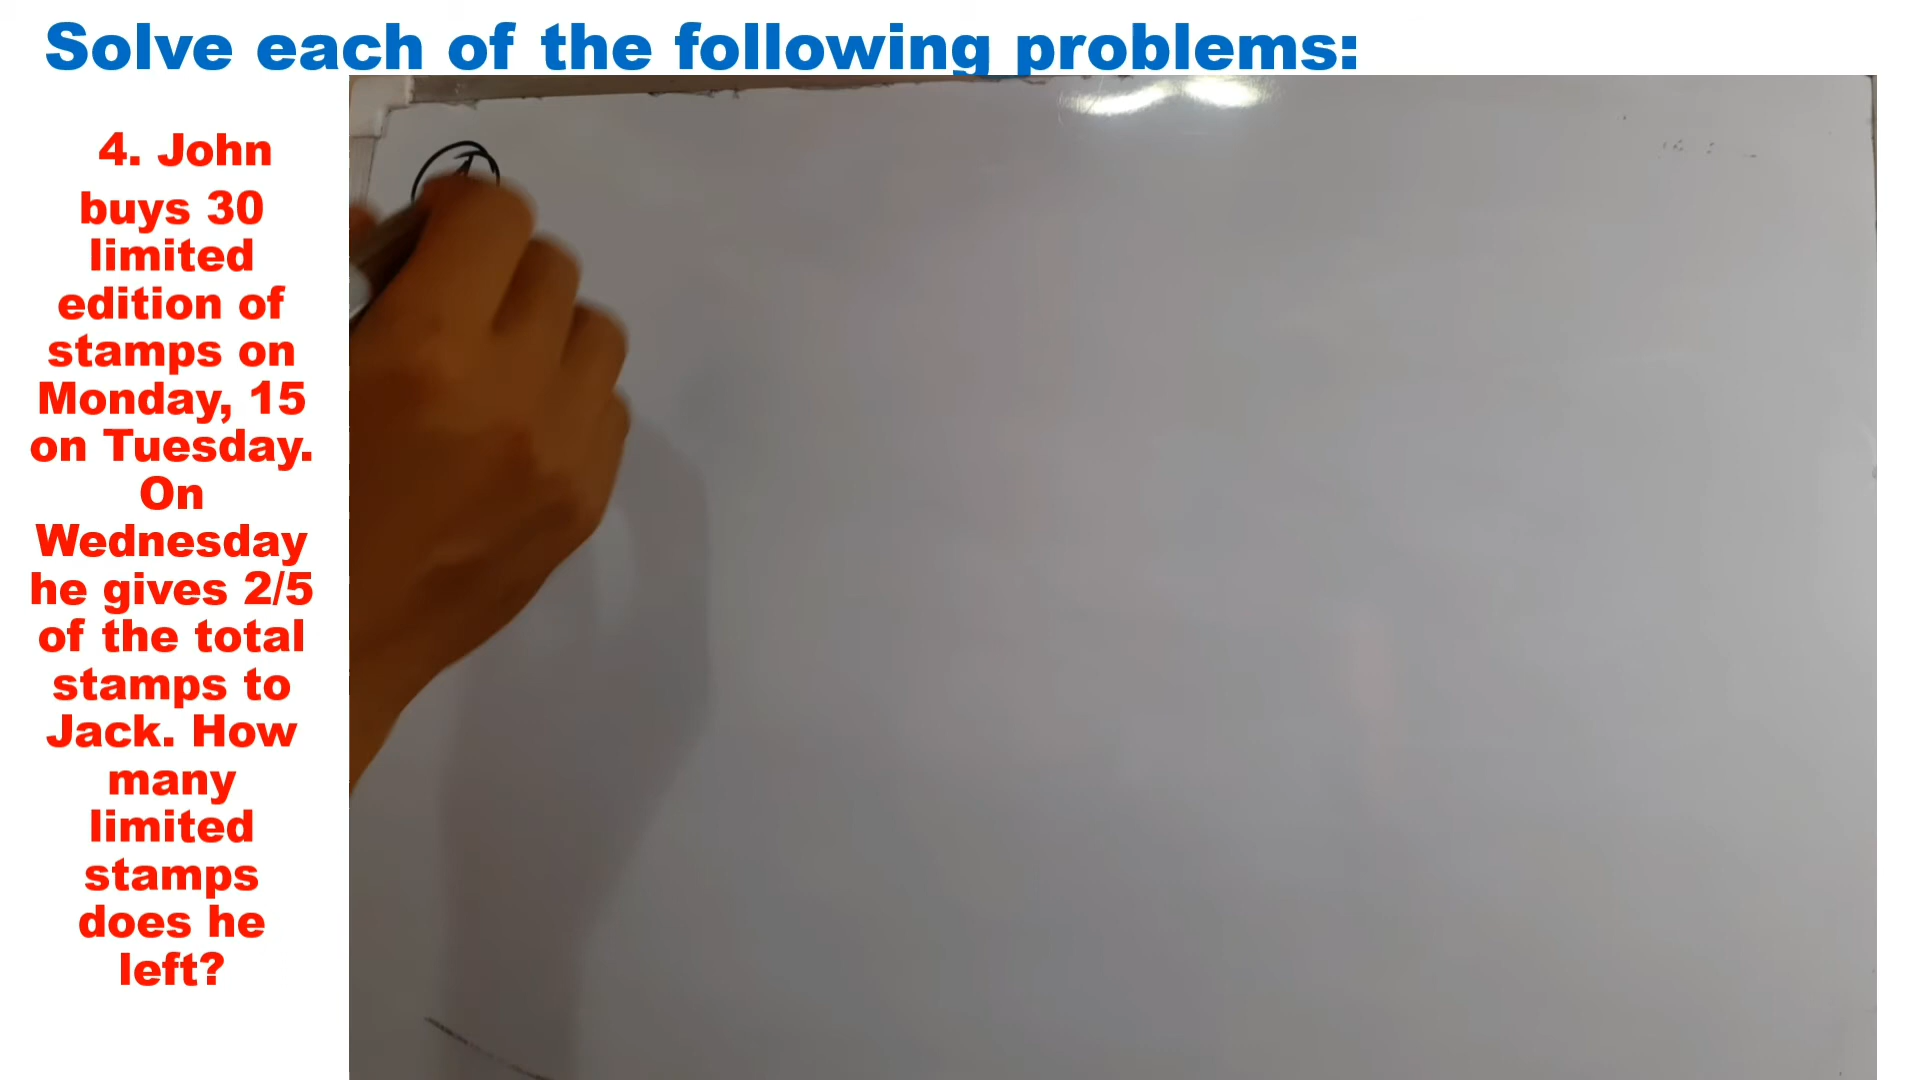 Solve each of the following problems:
4. John
buys 30
limited
edition of
stamps on
Monday, 15
on Tuesday.
On
Wednesday
he gives 2/5
of the total
stamps to
Jack. How
many
limited
stamps
does he
left?